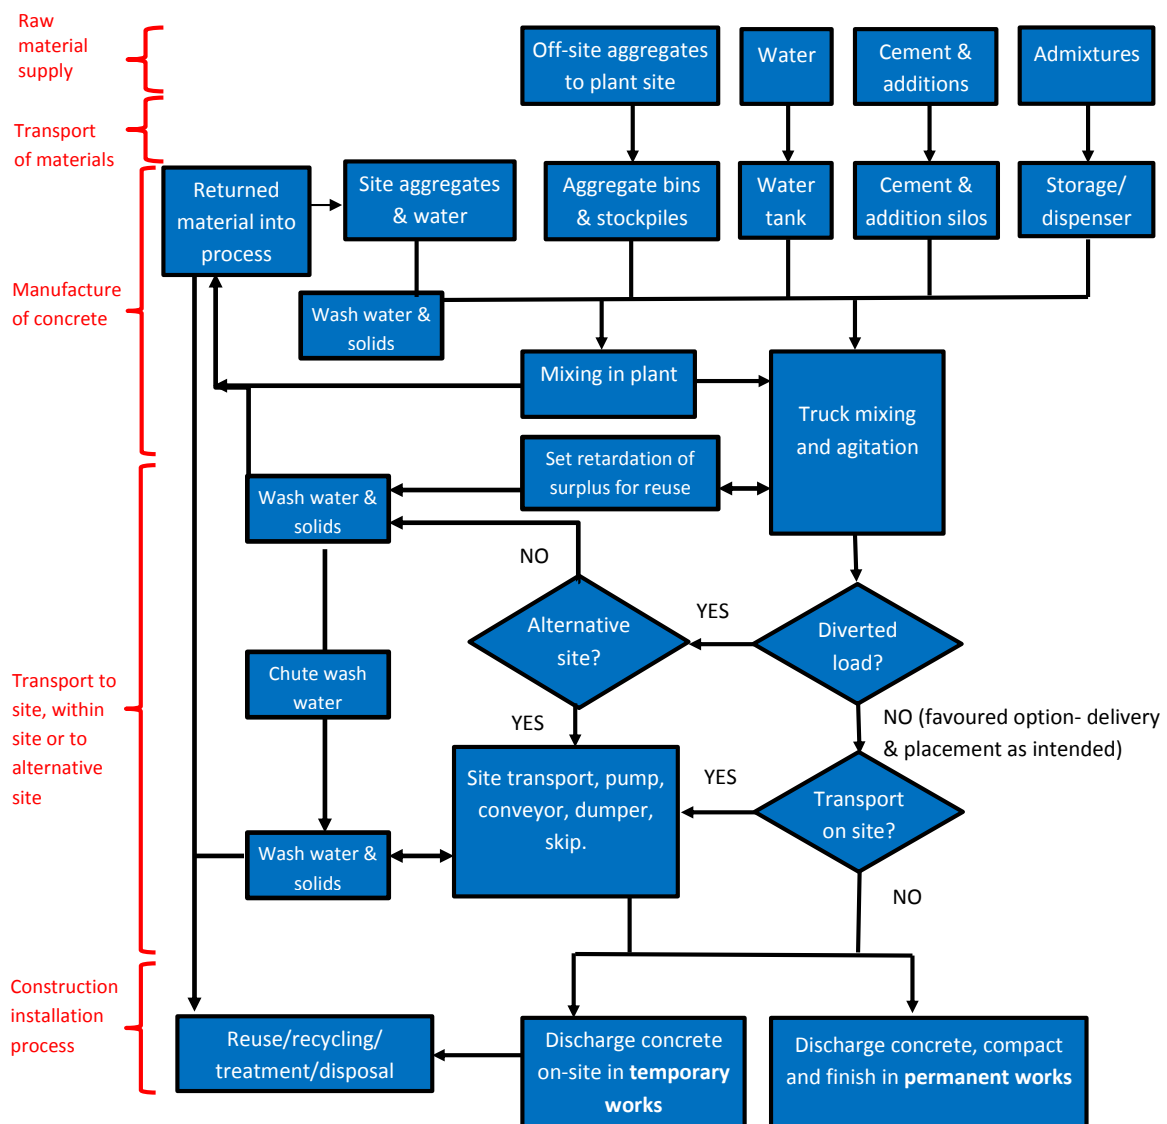 Raw
material
supply
Off-site aggregates
to plant site
Water
Cement &
additions
Admixtures
Transport
of materials
Returned
material into
process
Site aggregates
& water
Aggregate bins
& stockpiles
Water
tank
Cement &
addition silos
Storage/
dispenser
Manufacture
of concrete
Wash water &
solids
Mixing in plant
Truck mixing
and agitation
Set retardation of
surplus for reuse
Wash water &
solids
NO
Alternative
site?
YES
Diverted
load?
Transport to
site, within
site or to
alternative
site
Chute wash
water
YES
NO (favoured option- delivery
& placement as intended)
Site transport, pump,
conveyor, dumper,
skip.
YES
Transport
on site?
Wash water &
solids
NO
Construction
installation
process
Reuse/recycling/
treatment/disposal
Discharge concrete
on-site in temporary
works
Discharge concrete, compact
and finish in permanent works